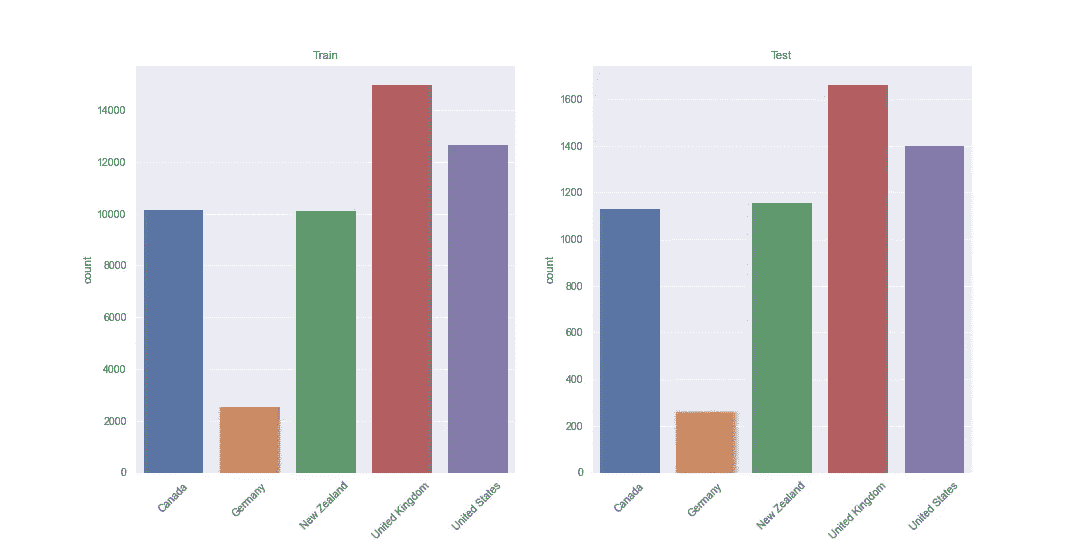 Train
14000
12000
10000
8000
6000
4000
2000
0
count
Canada
Germany
New Zealand
United Kingdom
United States
Test
1600
1400
1200
1000
800
600
400
200
0
count
Canada
Germany
New Zealand
United Kingdom
United States